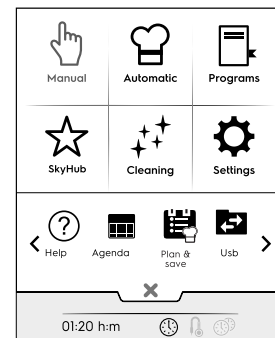 Manual Automatic Programs
SkyHub Cleaning Settings
? Help Agenda Plan & save Usb
01:20 h:m